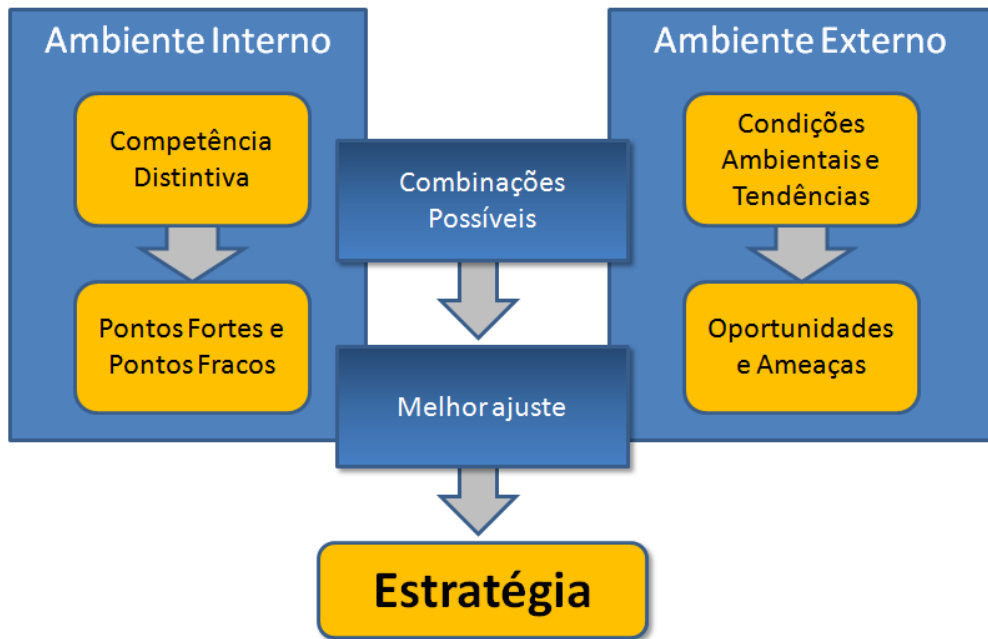 Ambiente Interno
Competência
Distintiva
Pontos Fortes e
Pontos Fracos
Combinações
Possíveis
Melhor ajuste
Ambiente Externo
Condições
Ambientais e
Tendências
Oportunidades
e Ameaças
Estratégia